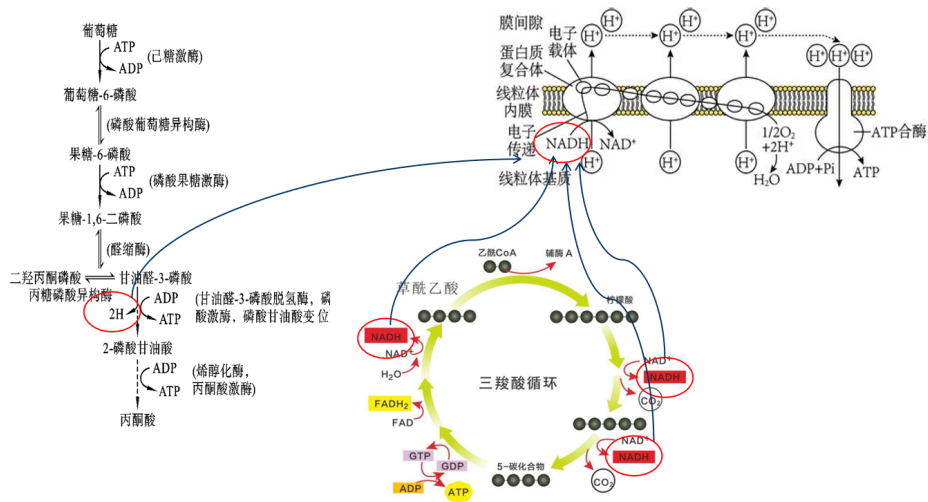 葡萄糖
ATP
(己糖激酶)
ADP
葡萄糖-6-磷酸
(磷酸葡萄糖异构酶)
果糖-6-磷酸
ATP
(磷酸果糖激酶)
ADP
果糖-1,6-二磷酸
(醛缩酶)
二羟丙酮磷酸
甘油醛-3-磷酸
丙糖磷酸异构酶
2H
ADP
ATP
(甘油醛-3-磷酸脱氢酶，磷
酸激酶，磷酸甘油酸变位
2-磷酸甘油酸
ADP
ATP
(烯醇化酶，
丙酮酸激酶)
丙酮酸
膜间隙
H+
H+
H+
电子
载体
H+
H+
H+
H+
H+
H+
蛋白质
复合体
线粒体
内膜
电子
传递
NADH
NAD+
H+
H+
H+
1/2O2
+2H+
H2O
ATP合酶
ADP+Pi
ATP
线粒体基质
乙酰CoA
辅酶 A
草酰乙酸
柠檬酸
NADH
NAD+
H2O
三羧酸循环
NAD+
NADH
CO2
FADH2
FAD
NAD+
NADH
CO2
GTP
GDP
ADP
ATP
5-碳化合物